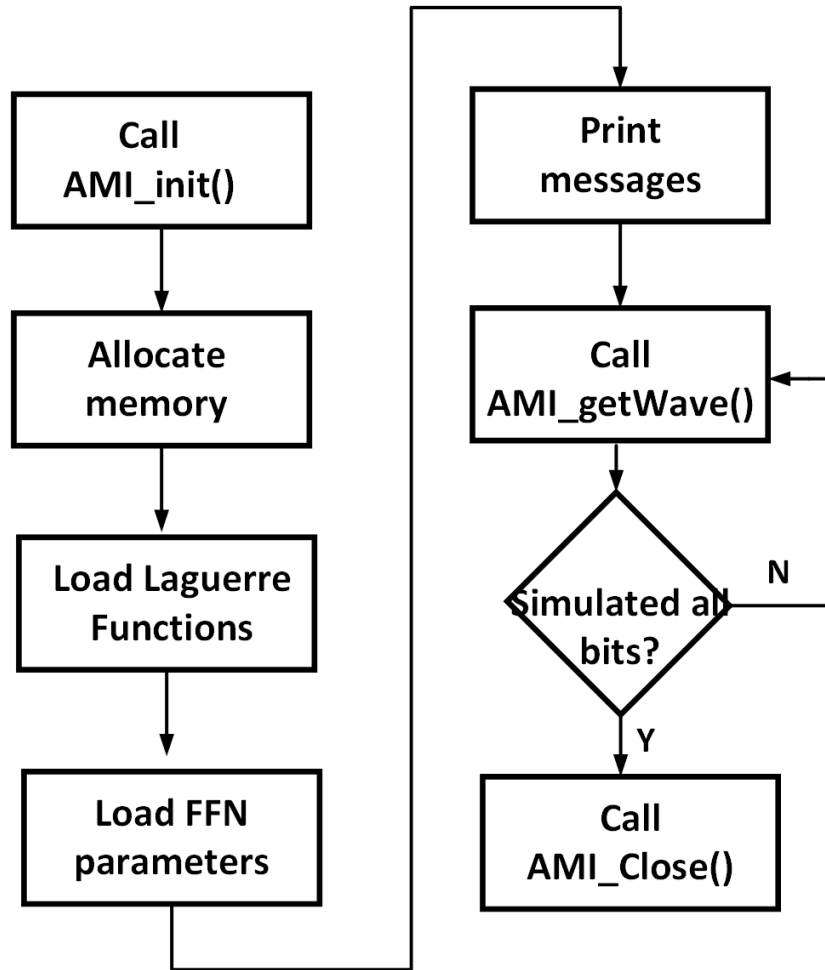 Call
AMI_init()
Allocate
memory
Load Laguerre
Functions
Load FFN
parameters
Print
messages
Call
AMI_getWave()
Simulated all
bits?
N
Y
Call
AMI_Close()